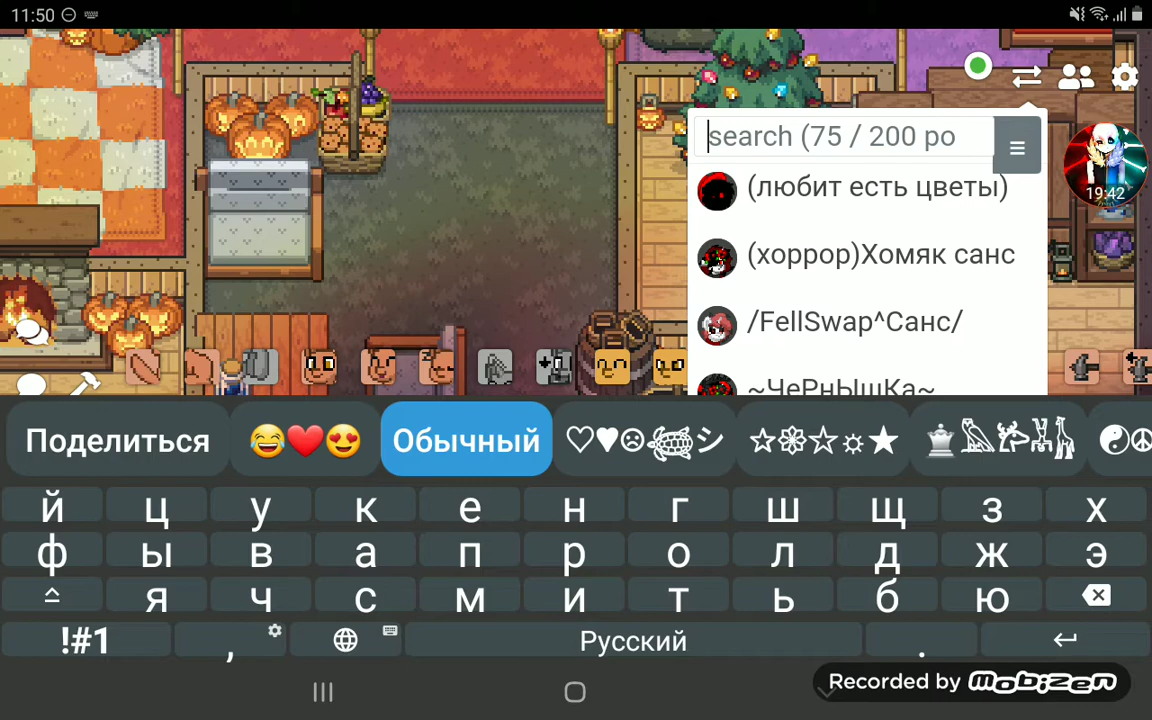 11:50
search (75 / 200 po
(любит есть цветы)
(хоррор)Хомяк санс
19:42
/FellSwap^Санс/
~ЧеРнЫшКа~
Поделиться
Обычный
й ц у к е н г ш щ з х
ф ы в а п р о л д ж э
я ч с м и т ь б ю
!#1 , Русский .
Recorded by mobizen